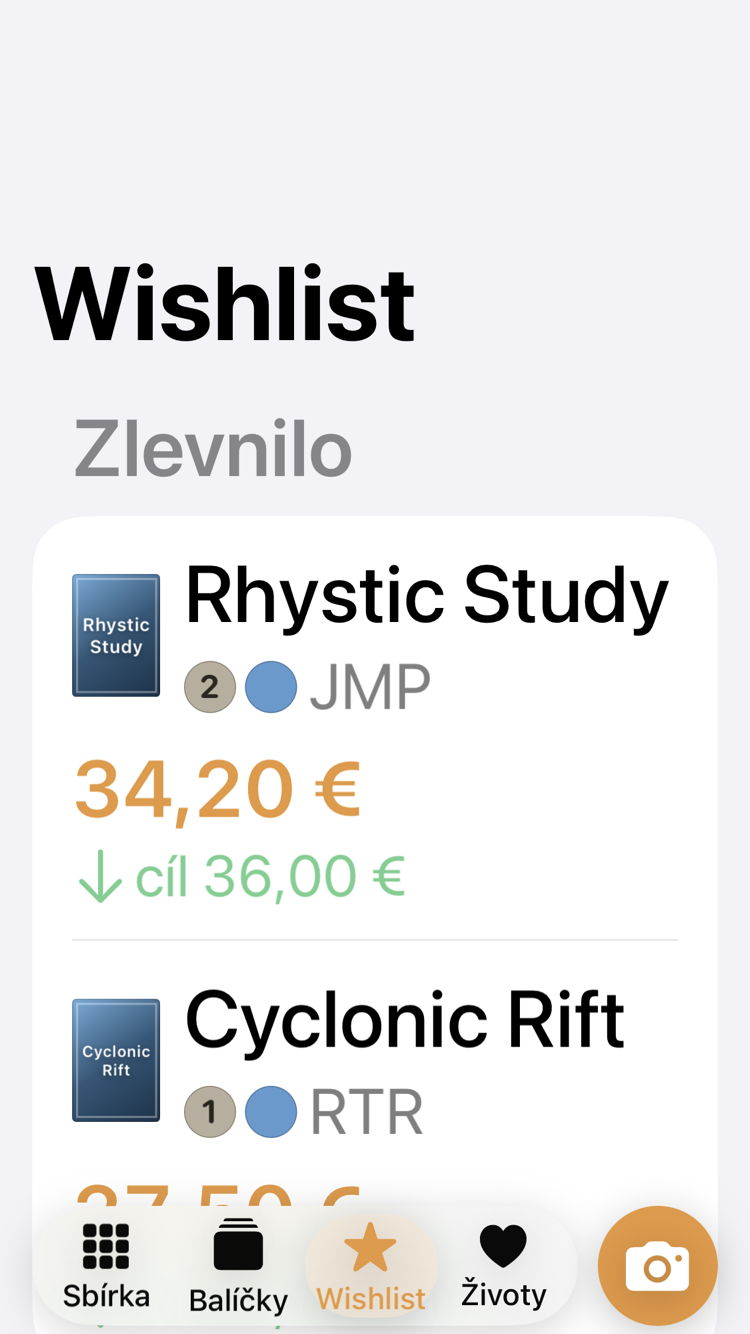 Wishlist
Zlevnilo
Rhystic Study
Rhystic
Study
2 JMP
34,20 €
↓ cíl 36,00 €
Cyclonic Rift
Cyclonic
Rift
1 RTR
Sbírka
Balíčky
Wishlist
Životy